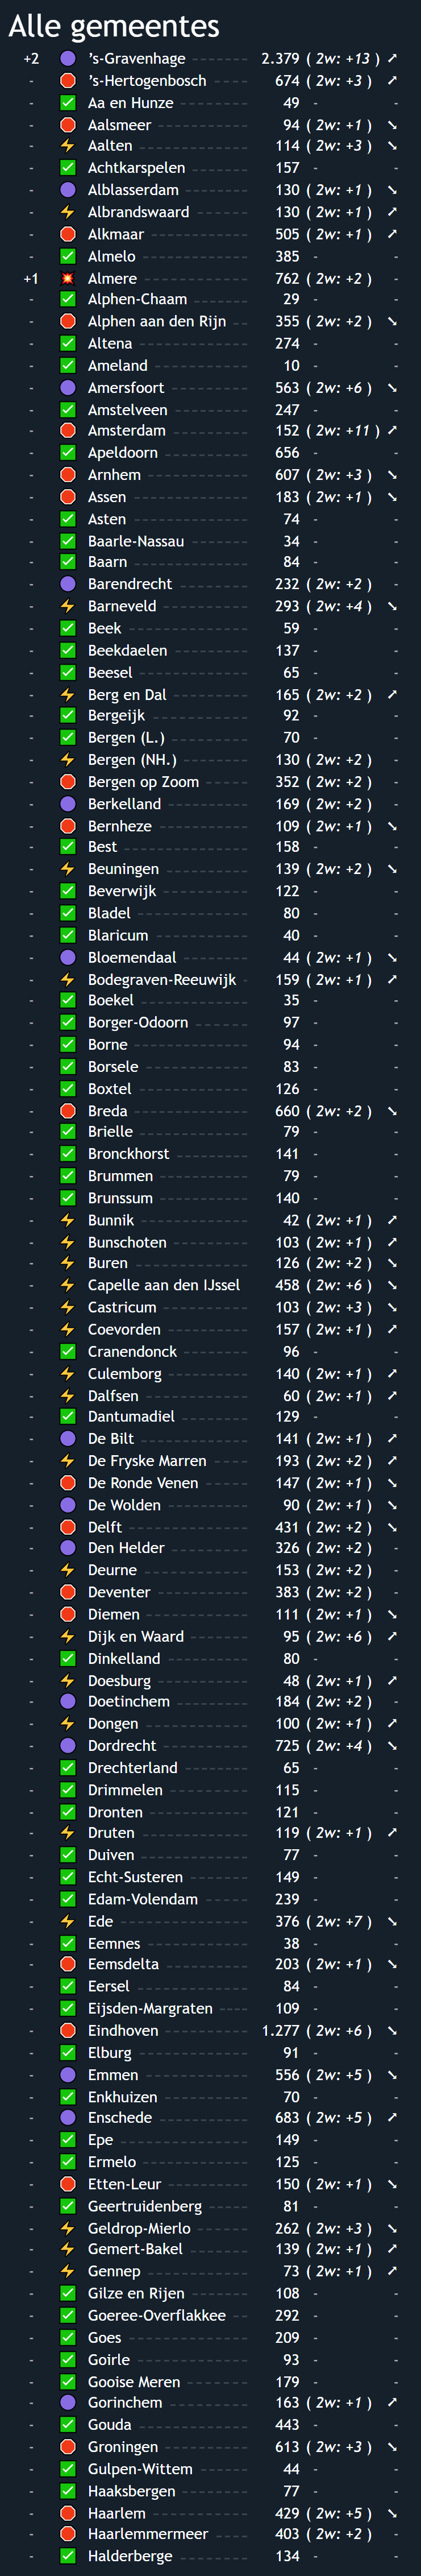 Alle gemeentes
+2 's-Gravenhage 2.379 ( 2w: +13 ) ↗
- 's-Hertogenbosch 674 ( 2w: +3 ) ↗
- Aa en Hunze 49 - -
- Aalsmeer 94 ( 2w: +1 ) ↘
- Aalten 114 ( 2w: +3 ) ↘
- Achtkarspelen 157 - -
- Alblasserdam 130 ( 2w: +1 ) ↘
- Albrandswaard 130 ( 2w: +1 ) ↗
- Alkmaar 505 ( 2w: +1 ) ↗
- Almelo 385 - -
+1 Almere 762 ( 2w: +2 ) -
- Alphen-Chaam 29 - -
- Alphen aan den Rijn 355 ( 2w: +2 ) ↘
- Altena 274 - -
- Ameland 10 - -
- Amersfoort 563 ( 2w: +6 ) ↘
- Amstelveen 247 - -
- Amsterdam 152 ( 2w: +11 ) ↗
- Apeldoorn 656 - -
- Arnhem 607 ( 2w: +3 ) ↘
- Assen 183 ( 2w: +1 ) ↘
- Asten 74 - -
- Baarle-Nassau 34 - -
- Baarn 84 - -
- Barendrecht 232 ( 2w: +2 ) -
- Barneveld 293 ( 2w: +4 ) ↘
- Beek 59 - -
- Beekdaelen 137 - -
- Beesel 65 - -
- Berg en Dal 165 ( 2w: +2 ) ↗
- Bergeijk 92 - -
- Bergen (L.) 70 - -
- Bergen (NH.) 130 ( 2w: +2 ) -
- Bergen op Zoom 352 ( 2w: +2 ) -
- Berkelland 169 ( 2w: +2 ) -
- Bernheze 109 ( 2w: +1 ) ↘
- Best 158 - -
- Beuningen 139 ( 2w: +2 ) ↘
- Beverwijk 122 - -
- Bladel 80 - -
- Blaricum 40 - -
- Bloemendaal 44 ( 2w: +1 ) ↘
- Bodegraven-Reeuwijk 159 ( 2w: +1 ) ↗
- Boekel 35 - -
- Borger-Odoorn 97 - -
- Borne 94 - -
- Borsele 83 - -
- Boxtel 126 - -
- Breda 660 ( 2w: +2 ) ↘
- Brielle 79 - -
- Bronckhorst 141 - -
- Brummen 79 - -
- Brunssum 140 - -
- Bunnik 42 ( 2w: +1 ) ↗
- Bunschoten 103 ( 2w: +1 ) ↗
- Buren 126 ( 2w: +2 ) ↘
- Capelle aan den IJssel 458 ( 2w: +6 ) ↘
- Castricum 103 ( 2w: +3 ) ↘
- Coevorden 157 ( 2w: +1 ) ↗
- Cranendonck 96 - -
- Culemborg 140 ( 2w: +1 ) ↗
- Dalfsen 60 ( 2w: +1 ) ↗
- Dantumadiel 129 - -
- De Bilt 141 ( 2w: +1 ) ↗
- De Fryske Marren 193 ( 2w: +2 ) ↗
- De Ronde Venen 147 ( 2w: +1 ) ↘
- De Wolden 90 ( 2w: +1 ) ↘
- Delft 431 ( 2w: +2 ) ↘
- Den Helder 326 ( 2w: +2 ) -
- Deurne 153 ( 2w: +2 ) -
- Deventer 383 ( 2w: +2 ) -
- Diemen 111 ( 2w: +1 ) ↘
- Dijk en Waard 95 ( 2w: +6 ) ↗
- Dinkelland 80 - -
- Doesburg 48 ( 2w: +1 ) ↗
- Doetinchem 184 ( 2w: +2 ) -
- Dongen 100 ( 2w: +1 ) ↗
- Dordrecht 725 ( 2w: +4 ) ↘
- Drechterland 65 - -
- Drimmelen 115 - -
- Dronten 121 - -
- Druten 119 ( 2w: +1 ) ↗
- Duiven 77 - -
- Echt-Susteren 149 - -
- Edam-Volendam 239 - -
- Ede 376 ( 2w: +7 ) ↘
- Eemnes 38 - -
- Eemsdelta 203 ( 2w: +1 ) ↘
- Eersel 84 - -
- Eijsden-Margraten 109 - -
- Eindhoven 1.277 ( 2w: +6 ) ↘
- Elburg 91 - -
- Emmen 556 ( 2w: +5 ) ↘
- Enkhuizen 70 - -
- Enschede 683 ( 2w: +5 ) ↗
- Epe 149 - -
- Ermelo 125 - -
- Etten-Leur 150 ( 2w: +1 ) ↘
- Geertruidenberg 81 - -
- Geldrop-Mierlo 262 ( 2w: +3 ) ↘
- Gemert-Bakel 139 ( 2w: +1 ) ↗
- Gennep 73 ( 2w: +1 ) ↗
- Gilze en Rijen 108 - -
- Goeree-Overflakkee 292 - -
- Goes 209 - -
- Goirle 93 - -
- Gooise Meren 179 - -
- Gorinchem 163 ( 2w: +1 ) ↗
- Gouda 443 - -
- Groningen 613 ( 2w: +3 ) ↘
- Gulpen-Wittem 44 - -
- Haaksbergen 77 - -
- Haarlem 429 ( 2w: +5 ) ↘
- Haarlemmermeer 403 ( 2w: +2 ) -
- Halderberge 134 - -